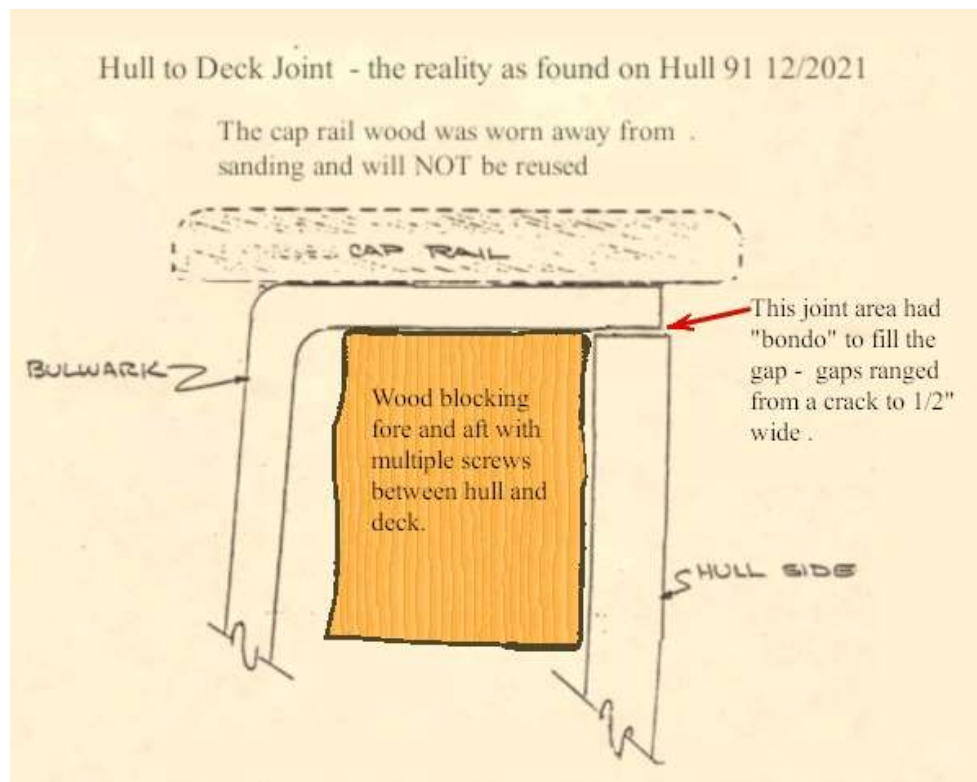 Hull to Deck Joint - the reality as found on Hull 91 12/2021
The cap rail wood was worn away from .
sanding and will NOT be reused
CAP RAIL
This joint area had
"bondo" to fill the
gap - gaps ranged
from a crack to 1/2"
wide .
BULWARK
Wood blocking
fore and aft with
multiple screws
between hull and
deck.
HULL SIDE